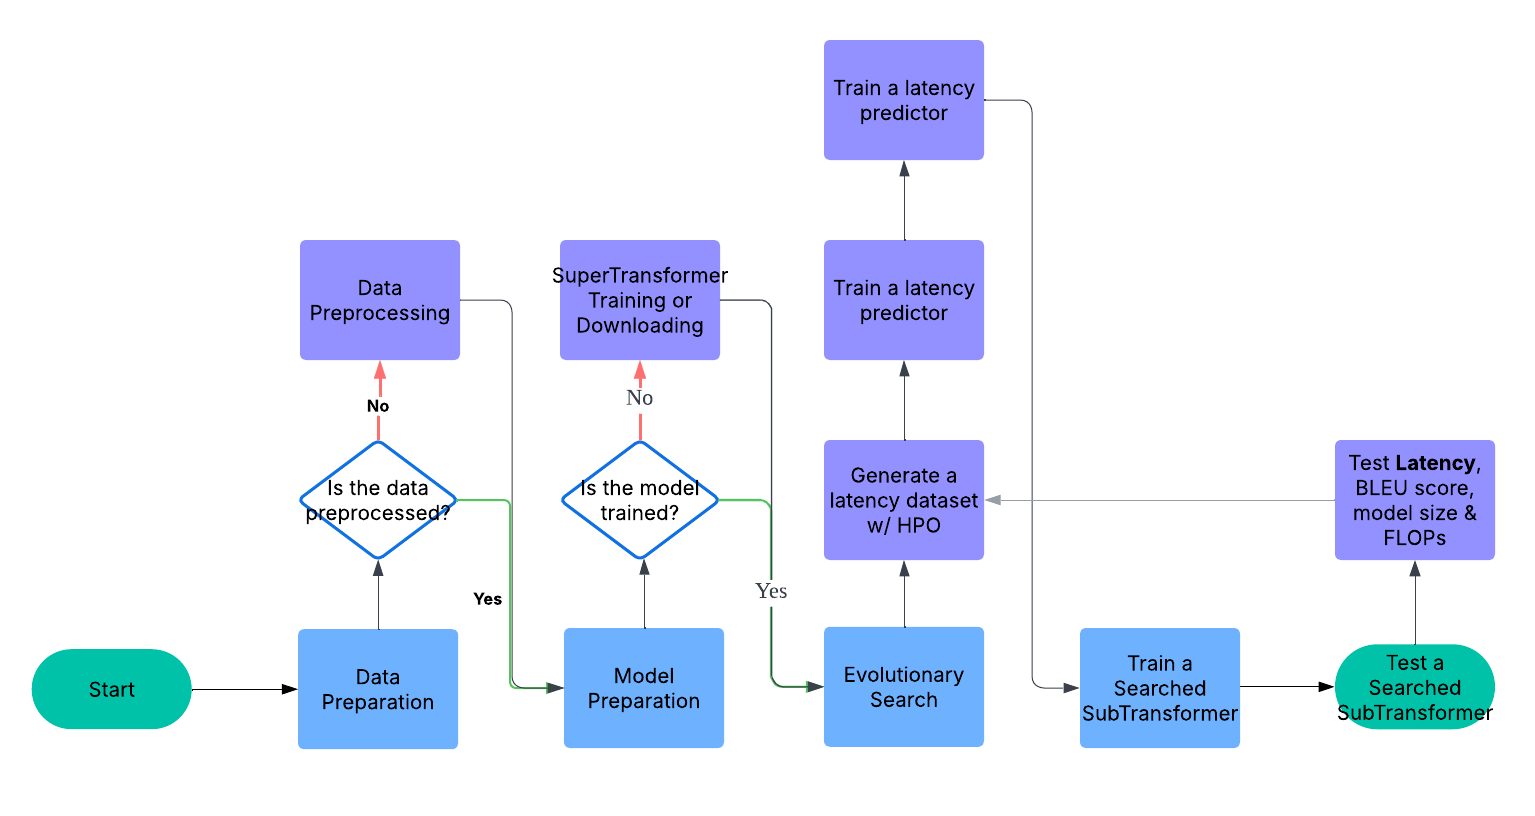 Start
Data
Preparation
Is the data
preprocessed?
No
Data
Preprocessing
Yes
Model
Preparation
Is the model
trained?
No
SuperTransformer
Training or
Downloading
Yes
Evolutionary
Search
Generate a
latency dataset
w/ HPO
Train a latency
predictor
Train a latency
predictor
Train a
Searched
SubTransformer
Test a
Searched
SubTransformer
Test Latency,
BLEU score,
model size &
FLOPs